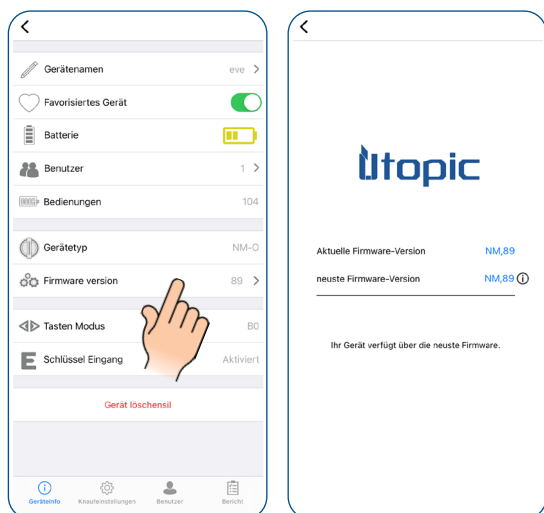 Gerätenamen eve
Favorisiertes Gerät
Batterie
Benutzer 1
Bedienungen 104
Gerätetyp NM-O
Firmware version 89
Tasten Modus B0
E Schlüssel Eingang Aktiviert
Gerät löschensil
Geräteinfo Knaufeinstellungen Benutzer Bericht
Utopic
Aktuelle Firmware-Version NM,89
neuste Firmware-Version NM,89
Ihr Gerät verfügt über die neuste Firmware.